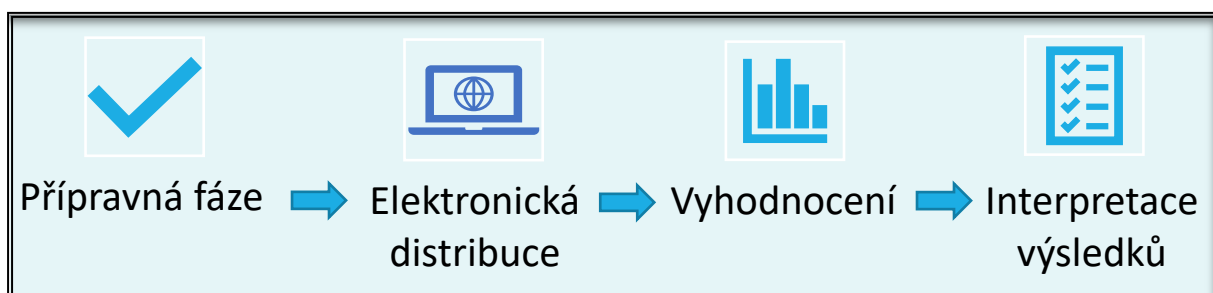 Přípravná fáze
Elektronická
distribuce
Vyhodnocení
Interpretace
výsledků